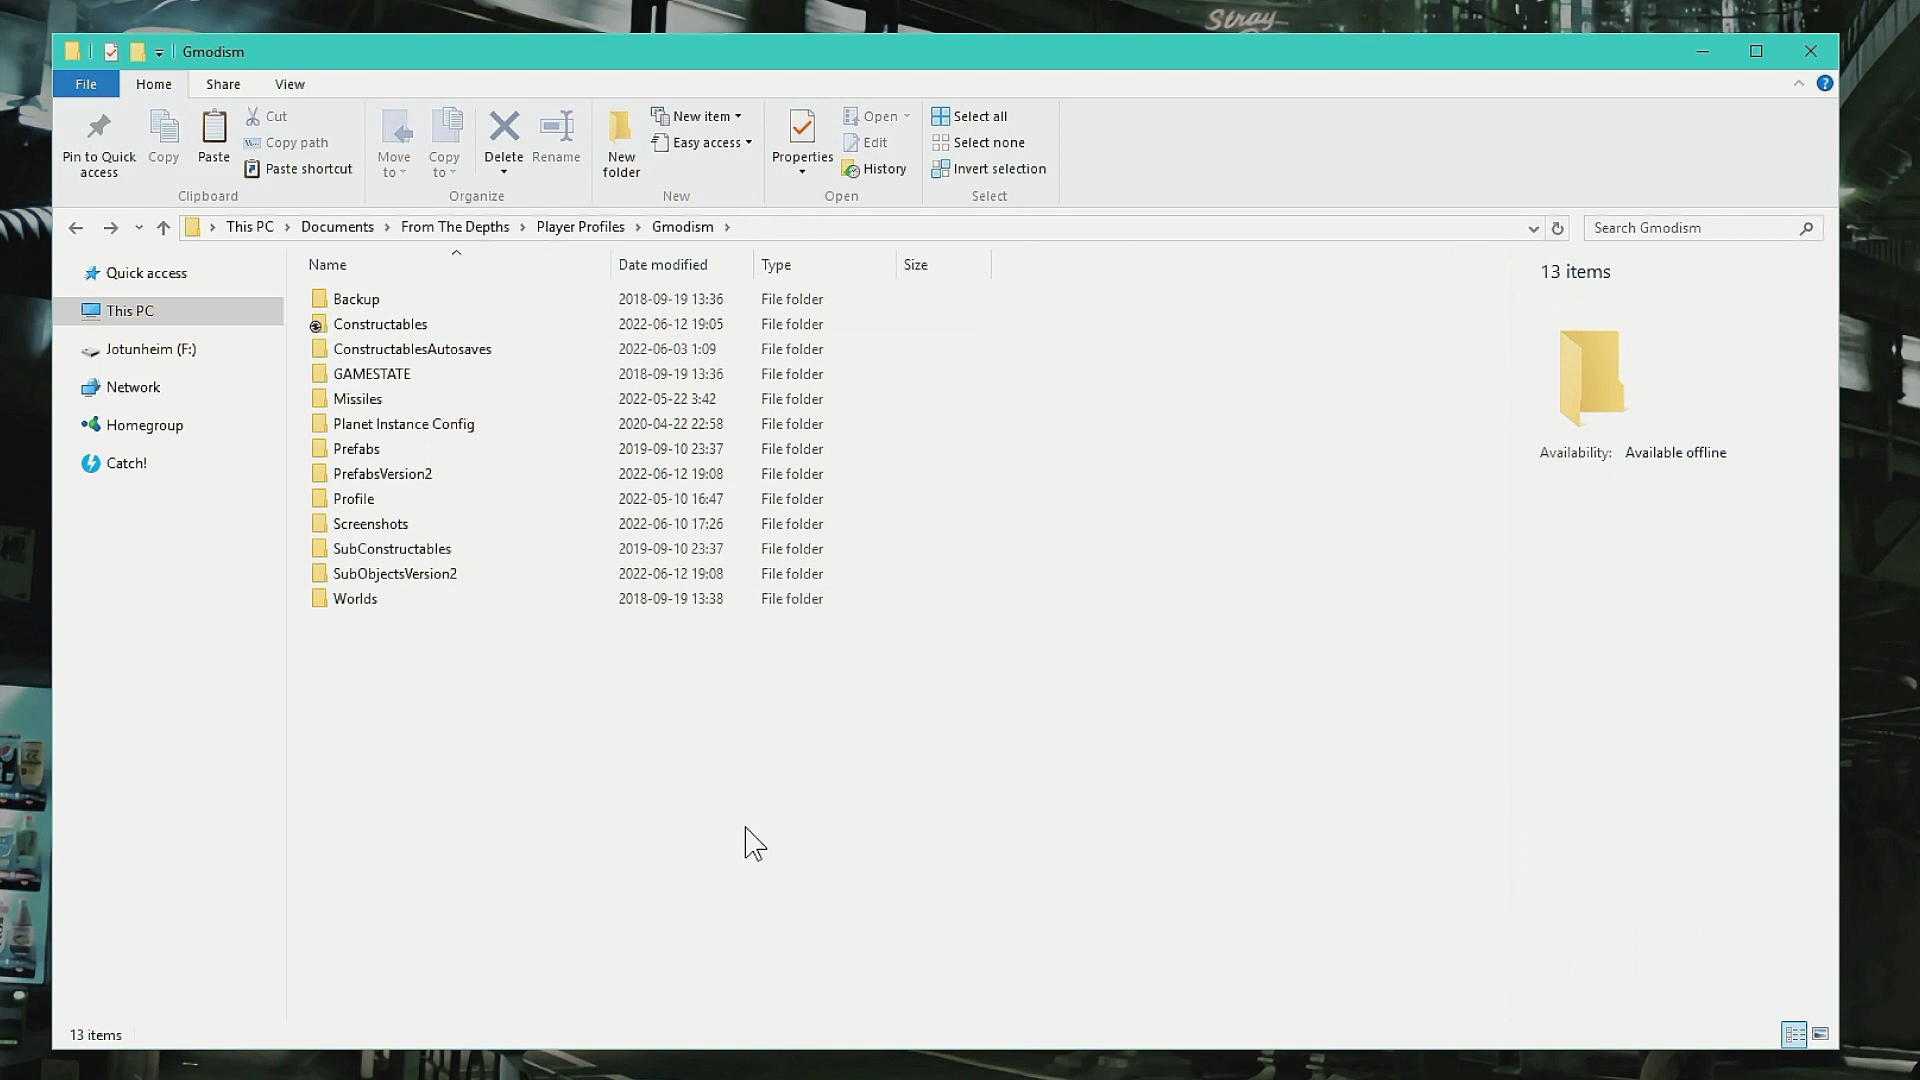 Stray
Gmodism
File Home Share View
Pin to Quick access
Copy
Paste
Cut
Copy path
Paste shortcut
Clipboard
Move to
Copy to
Delete
Rename
Organize
New folder
New item
Easy access
New
Properties
Open
Edit
History
Open
Select all
Select none
Invert selection
Select
This PC > Documents > From The Depths > Player Profiles > Gmodism >
Search Gmodism
Quick access
This PC
Jotunheim (F:)
Network
Homegroup
Catch!
Name Date modified Type Size
Backup 2018-09-19 13:36 File folder
Constructables 2022-06-12 19:05 File folder
ConstructablesAutosaves 2022-06-03 1:09 File folder
GAMESTATE 2018-09-19 13:36 File folder
Missiles 2022-05-22 3:42 File folder
Planet Instance Config 2020-04-22 22:58 File folder
Prefabs 2019-09-10 23:37 File folder
PrefabsVersion2 2022-06-12 19:08 File folder
Profile 2022-05-10 16:47 File folder
Screenshots 2022-06-10 17:26 File folder
SubConstructables 2019-09-10 23:37 File folder
SubObjectsVersion2 2022-06-12 19:08 File folder
Worlds 2018-09-19 13:38 File folder
13 items
Availability: Available offline
13 items